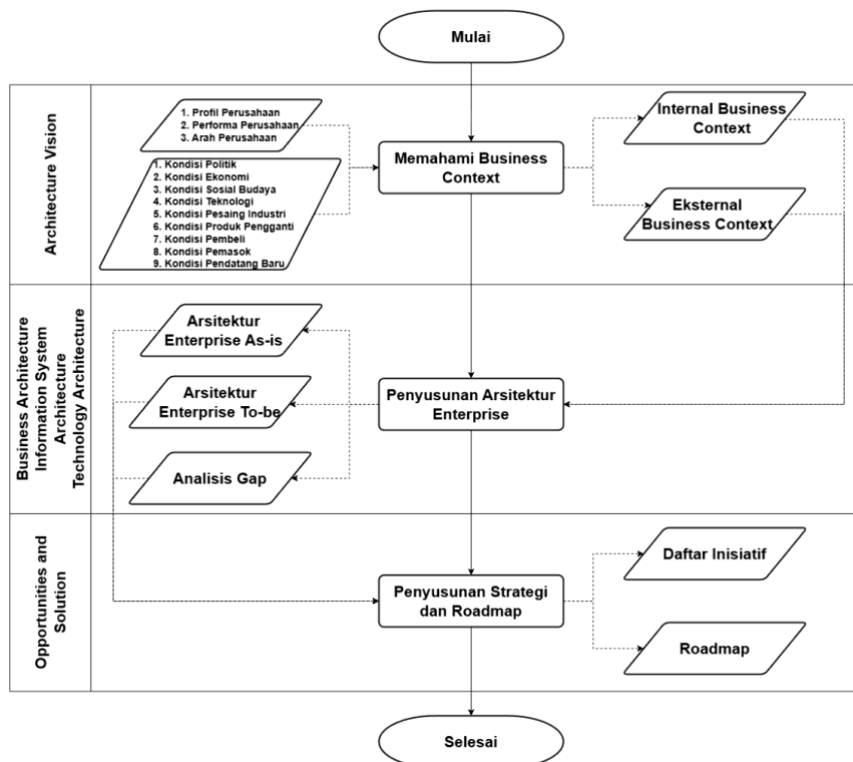 Mulai
Architecture Vision
1. Profil Perusahaan
2. Performa Perusahaan
3. Arah Perusahaan
1. Kondisi Politik
2. Kondisi Ekonomi
3. Kondisi Sosial Budaya
4. Kondisi Teknologi
5. Kondisi Pesaing Industri
6. Kondisi Produk Pengganti
7. Kondisi Pembeli
8. Kondisi Pemasok
9. Kondisi Pendatang Baru
Memahami Business
Context
Internal Business
Context
Eksternal
Business Context
Business Architecture
Information System
Architecture
Technology Architecture
Arsitektur
Enterprise As-is
Arsitektur
Enterprise To-be
Analisis Gap
Penyusunan Arsitektur
Enterprise
Opportunities and
Solution
Penyusunan Strategi
dan Roadmap
Daftar Inisiatif
Roadmap
Selesai